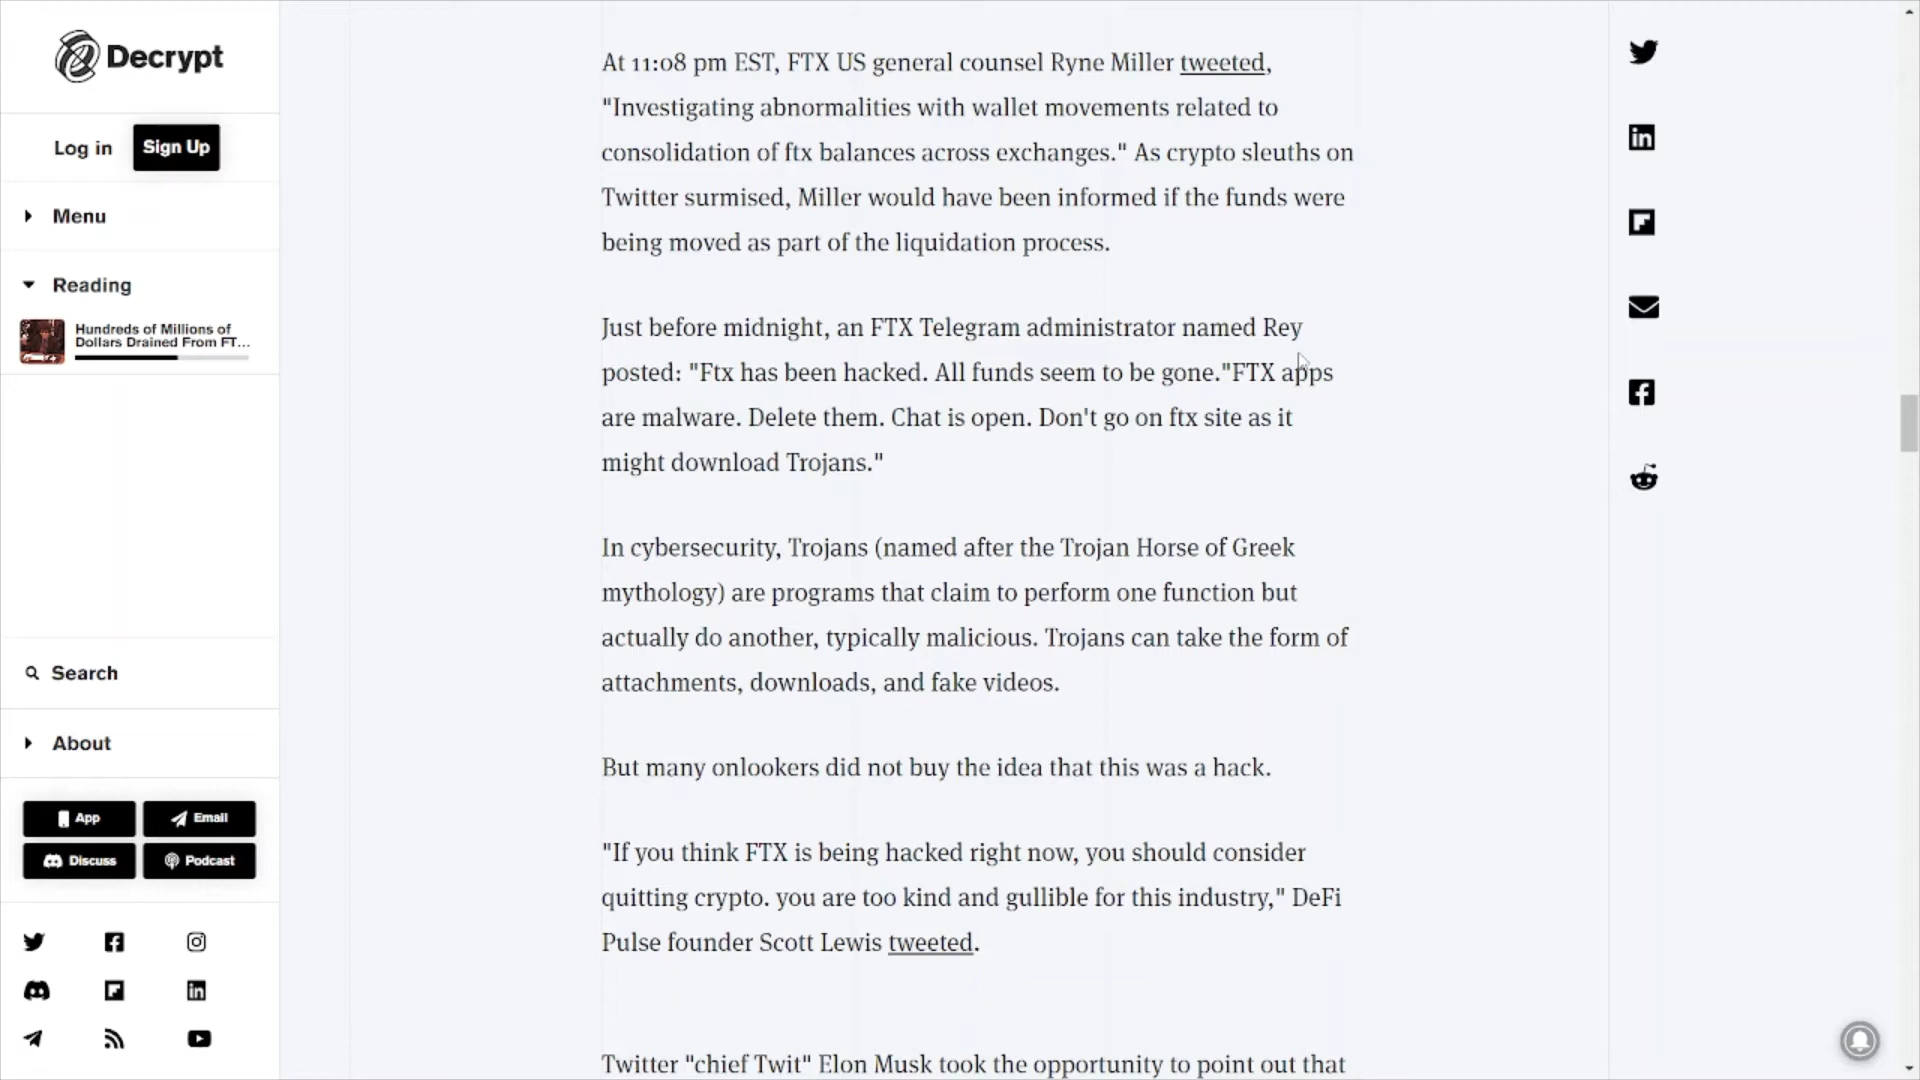 Decrypt
Log in
Sign Up
Menu
Reading
Hundreds of Millions of
Dollars Drained From FT...
Search
About
App
Email
Discuss
Podcast
At 11:08 pm EST, FTX US general counsel Ryne Miller tweeted,
"Investigating abnormalities with wallet movements related to
consolidation of ftx balances across exchanges." As crypto sleuths on
Twitter surmised, Miller would have been informed if the funds were
being moved as part of the liquidation process.
Just before midnight, an FTX Telegram administrator named Rey
posted: "Ftx has been hacked. All funds seem to be gone."FTX apps
are malware. Delete them. Chat is open. Don't go on ftx site as it
might download Trojans."
In cybersecurity, Trojans (named after the Trojan Horse of Greek
mythology) are programs that claim to perform one function but
actually do another, typically malicious. Trojans can take the form of
attachments, downloads, and fake videos.
But many onlookers did not buy the idea that this was a hack.
"If you think FTX is being hacked right now, you should consider
quitting crypto. you are too kind and gullible for this industry," DeFi
Pulse founder Scott Lewis tweeted.
Twitter "chief Twit" Elon Musk took the opportunity to point out that